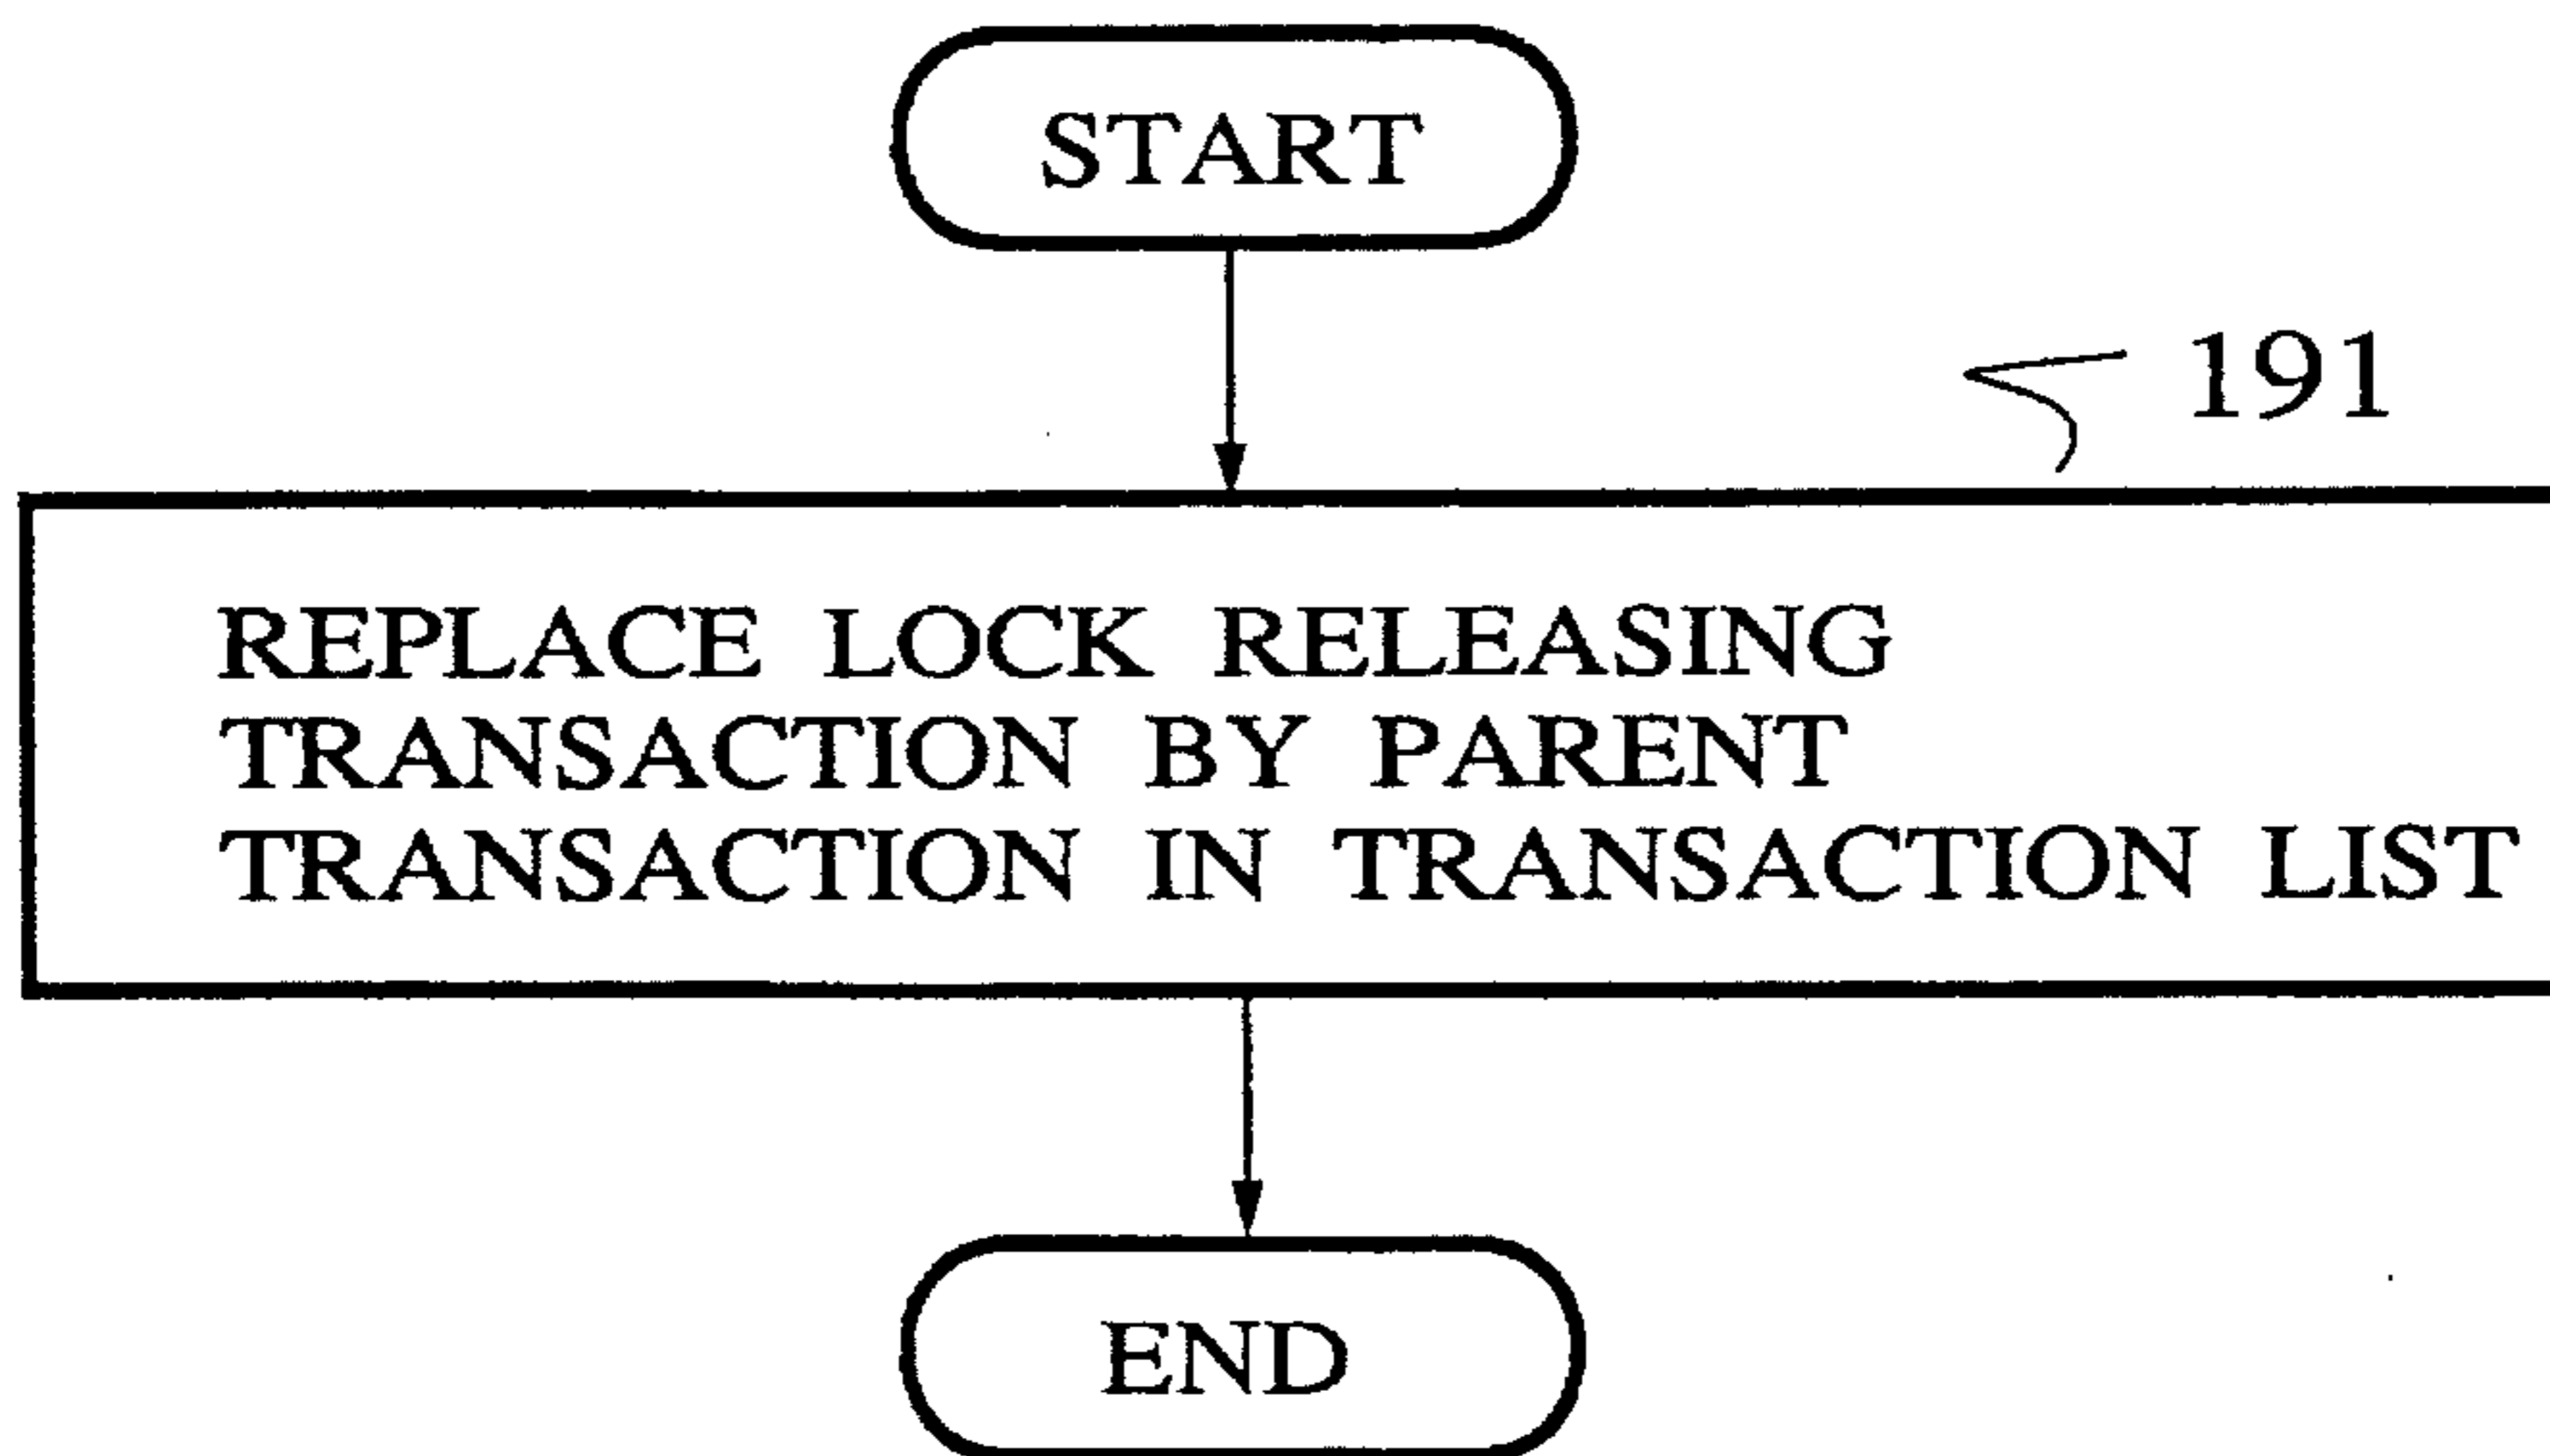 START
191
REPLACE LOCK RELEASING
TRANSACTION BY PARENT
TRANSACTION IN TRANSACTION LIST
END